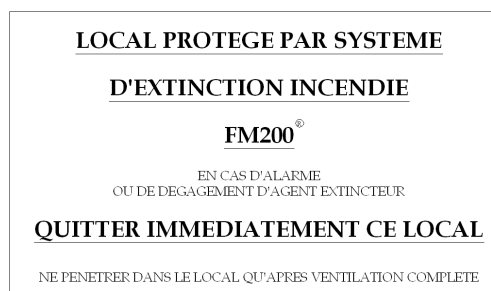 LOCAL PROTEGE PAR SYSTEME
D'EXTINCTION INCENDIE
FM200®
EN CAS D'ALARME
OU DE DEGAGEMENT D'AGENT EXTINCTEUR
QUITTER IMMEDIATEMENT CE LOCAL
NE PENETRER DANS LE LOCAL QU'APRES VENTILATION COMPLETE